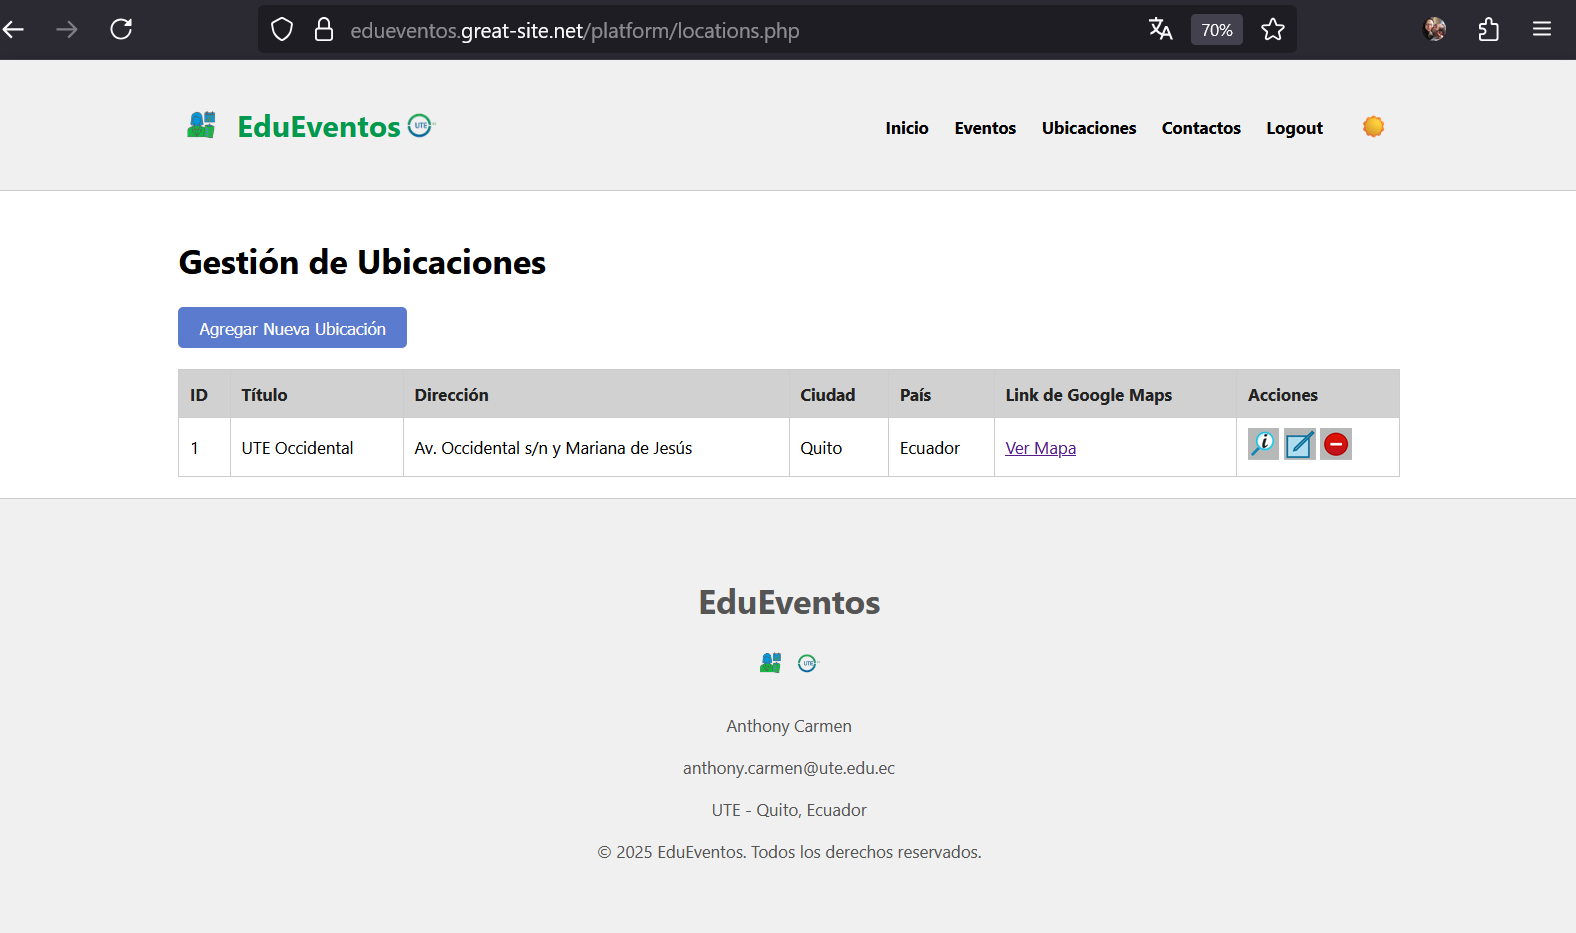 edueventos.great-site.net/platform/locations.php 70%
EduEventos UTE
Inicio Eventos Ubicaciones Contactos Logout
Gestión de Ubicaciones
Agregar Nueva Ubicación
ID Título Dirección Ciudad País Link de Google Maps Acciones
1 UTE Occidental Av. Occidental s/n y Mariana de Jesús Quito Ecuador Ver Mapa
EduEventos
UTE
Anthony Carmen
anthony.carmen@ute.edu.ec
UTE - Quito, Ecuador
© 2025 EduEventos. Todos los derechos reservados.